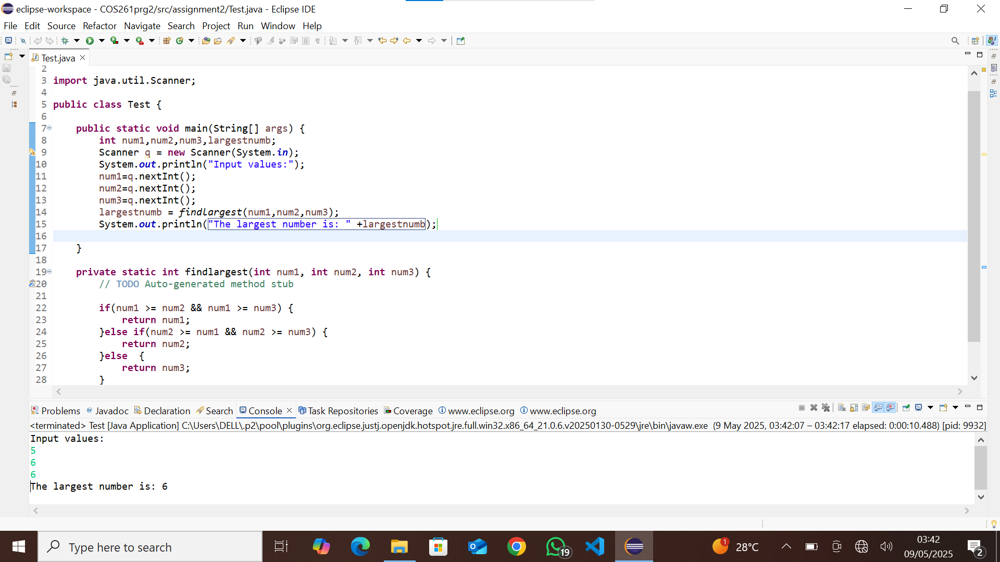 eclipse-workspace - COS261prg2/src/assignment2/Test.java - Eclipse IDE
File Edit Source Refactor Navigate Search Project Run Window Help
Test.java
2
3 import java.util.Scanner;
4
5 public class Test {
6
7     public static void main(String[] args) {
8         int num1,num2,num3,largestnumb;
9         Scanner q = new Scanner(System.in);
10         System.out.println("Input values:");
11         num1=q.nextInt();
12         num2=q.nextInt();
13         num3=q.nextInt();
14         largestnumb = findlargest(num1,num2,num3);
15         System.out.println("The largest number is: " +largestnumb);
16
17     }
18
19     private static int findlargest(int num1, int num2, int num3) {
20         // TODO Auto-generated method stub
21
22         if(num1 >= num2 && num1 >= num3) {
23             return num1;
24         }else if(num2 >= num1 && num2 >= num3) {
25             return num2;
26         }else  {
27             return num3;
28         }
Problems Javadoc Declaration Search Console Task Repositories Coverage www.eclipse.org www.eclipse.org
<terminated> Test [Java Application] C:\Users\DELL\.p2\pool\plugins\org.eclipse.justj.openjdk.hotspot.jre.full.win32.x86_64_21.0.6.v20250130-0529\jre\bin\javaw.exe (9 May 2025, 03:42:07 – 03:42:17 elapsed: 0:00:10.488) [pid: 9932]
Input values:
5
6
6
The largest number is: 6
Type here to search
19
1
28°C
03:42
09/05/2025
2